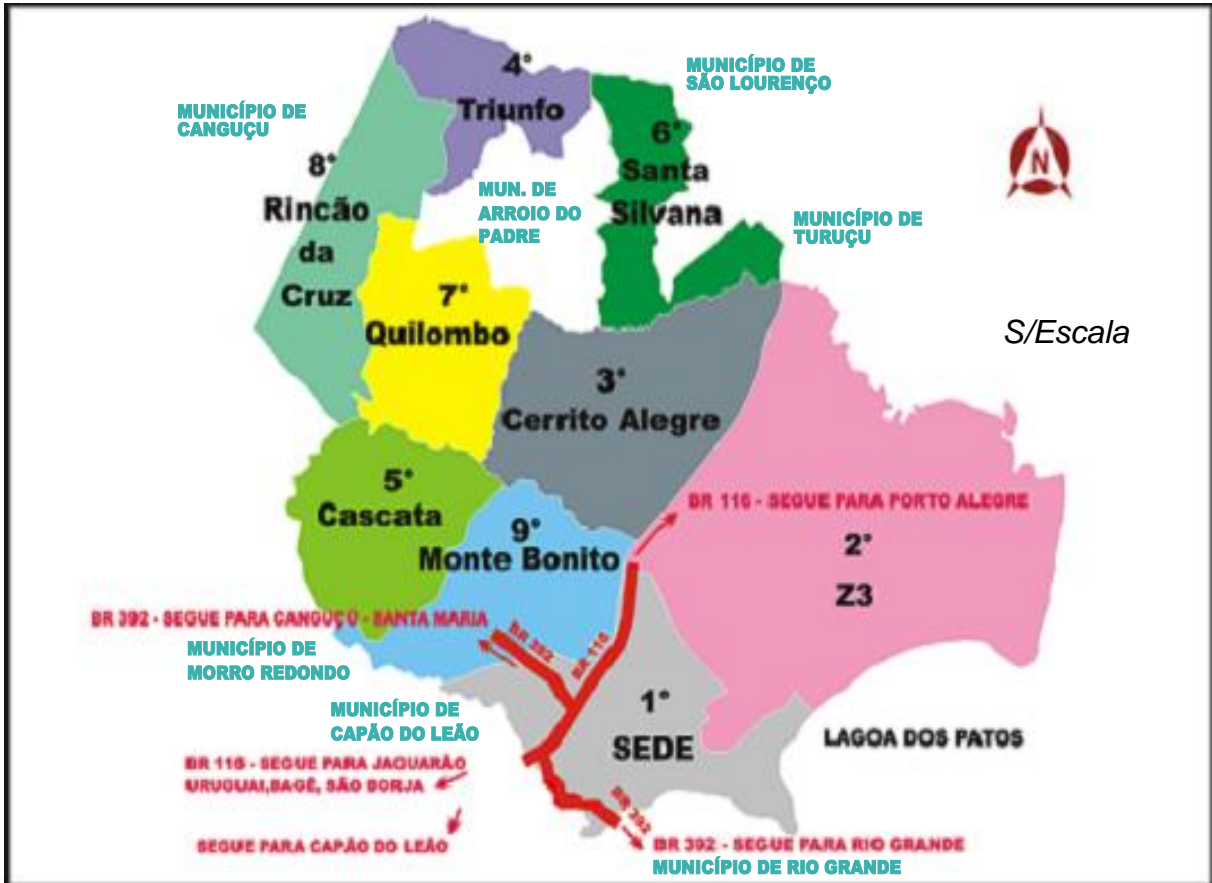 4°
Triunfo
MUNICÍPIO DE
SÃO LOURENÇO
MUNICÍPIO DE
CANGUÇU
6°
Santa
Silvana
N
8°
Rincão
da
Cruz
MUN. DE
ARROIO DO
PADRE
MUNICÍPIO DE
TURUÇU
7°
Quilombo
S/Escala
3°
Cerrito Alegre
5°
Cascata
BR 116 - SEGUE PARA PORTO ALEGRE
9°
Monte Bonito
2°
Z3
BR 392 - SEGUE PARA CANGUÇU - SANTA MARIA
BR 392
BR 116
MUNICÍPIO DE
MORRO REDONDO
1°
SEDE
MUNICÍPIO DE
CAPÃO DO LEÃO
LAGOA DOS PATOS
BR 116 - SEGUE PARA JAGUARÃO
URUGUAI,BAGÉ, SÃO BORJA
SEGUE PARA CAPÃO DO LEÃO
BR 392
BR 392 - SEGUE PARA RIO GRANDE
MUNICÍPIO DE RIO GRANDE